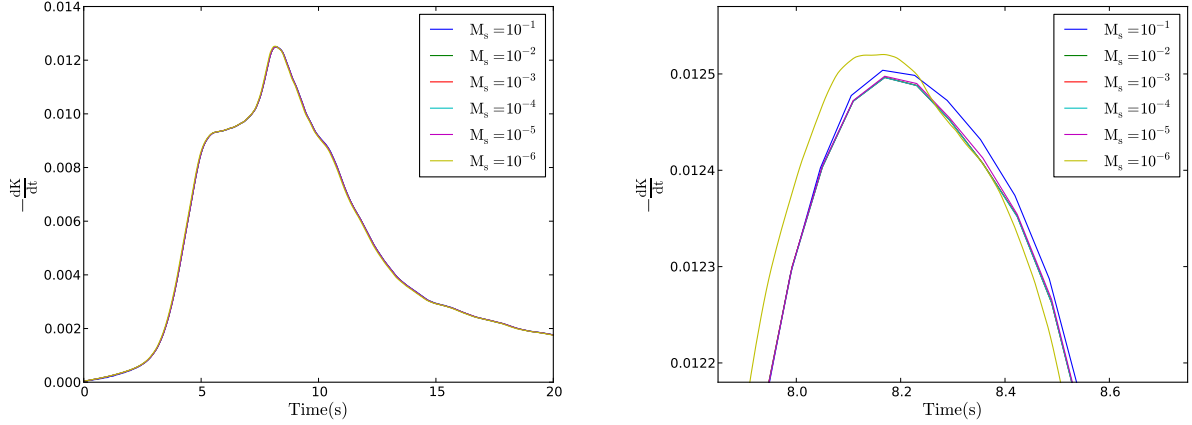 0.014
0.012
0.010
0.008
0.006
0.004
0.002
0.000
−dK/dt
0 5 10 15 20
Time(s)
M_s=10^{-1}
M_s=10^{-2}
M_s=10^{-3}
M_s=10^{-4}
M_s=10^{-5}
M_s=10^{-6}
0.0125
0.0124
0.0123
0.0122
−dK/dt
8.0 8.2 8.4 8.6
Time(s)
M_s=10^{-1}
M_s=10^{-2}
M_s=10^{-3}
M_s=10^{-4}
M_s=10^{-5}
M_s=10^{-6}